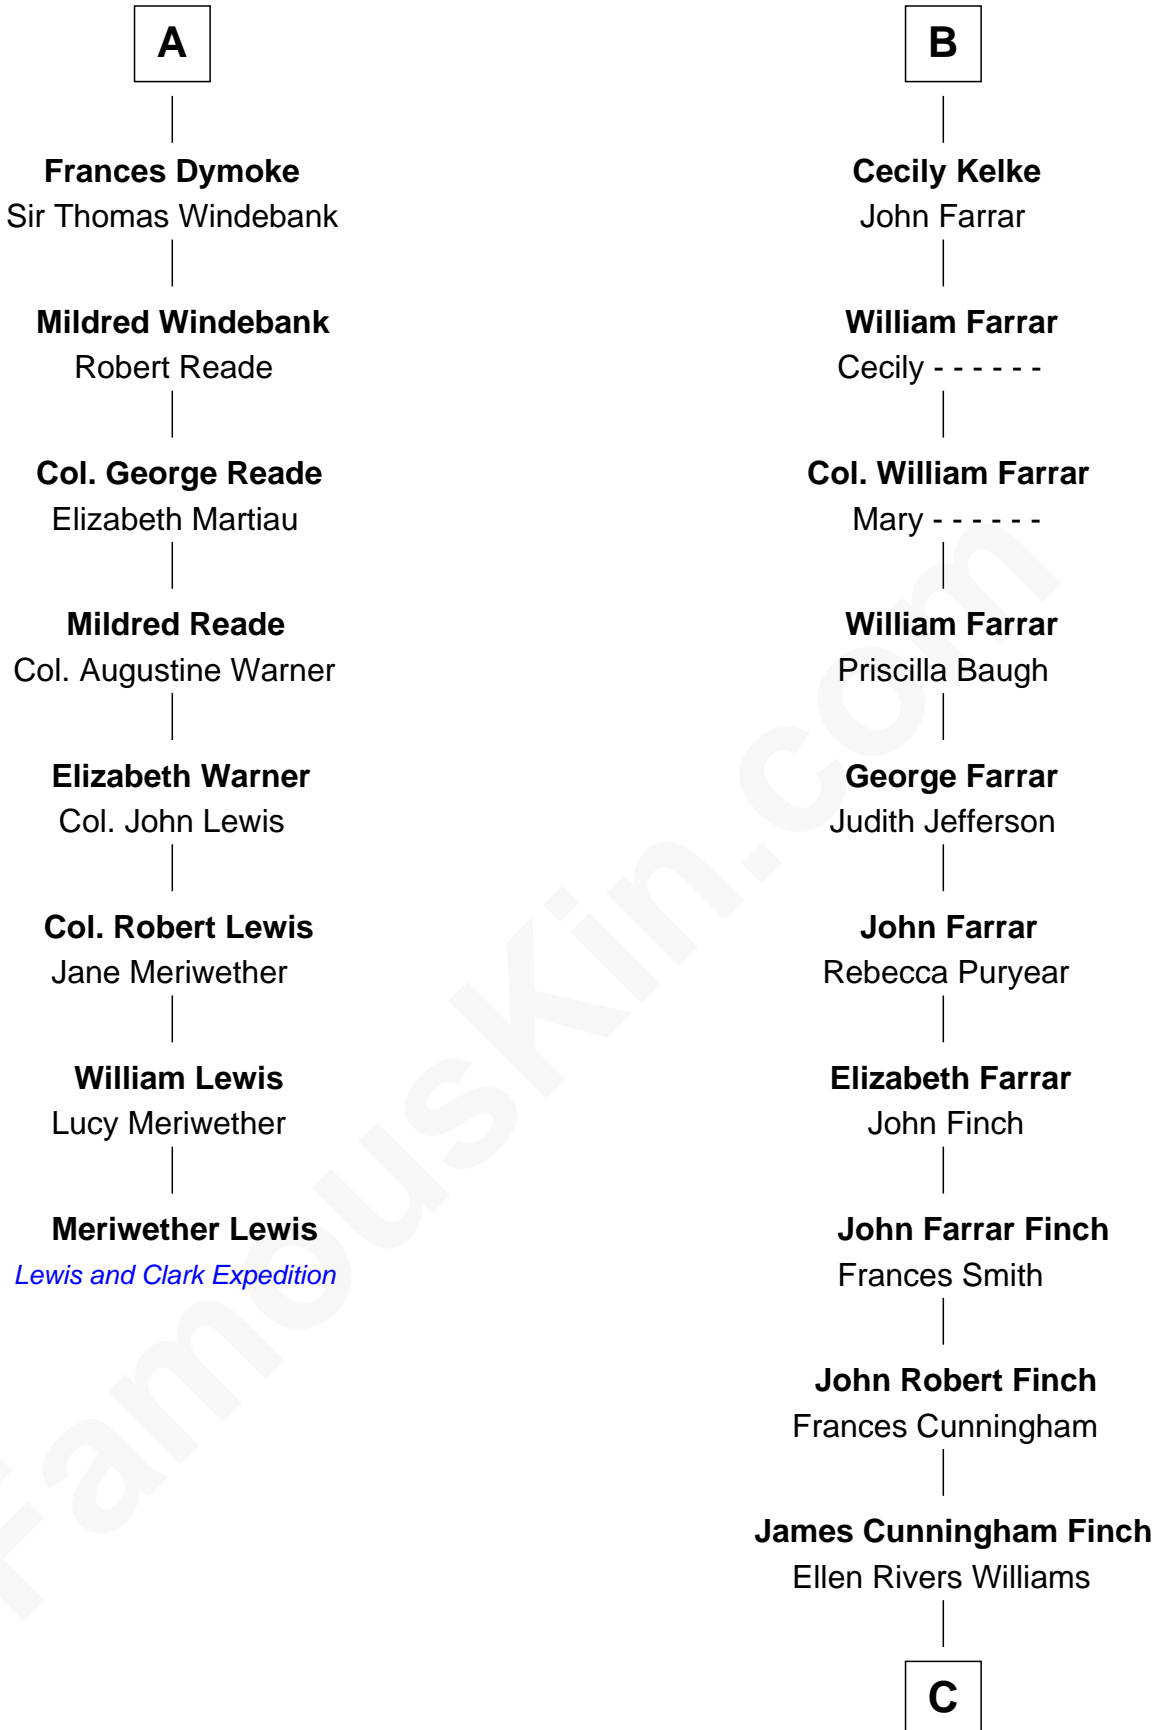 A
Frances Dymoke
Sir Thomas Windebank
Mildred Windebank
Robert Reade
Col. George Reade
Elizabeth Martiau
Mildred Reade
Col. Augustine Warner
Elizabeth Warner
Col. John Lewis
Col. Robert Lewis
Jane Meriwether
William Lewis
Lucy Meriwether
Meriwether Lewis
Lewis and Clark Expedition
B
Cecily Kelke
John Farrar
William Farrar
Cecily - - - - - -
Col. William Farrar
Mary - - - - - -
William Farrar
Priscilla Baugh
George Farrar
Judith Jefferson
John Farrar
Rebecca Puryear
Elizabeth Farrar
John Finch
John Farrar Finch
Frances Smith
John Robert Finch
Frances Cunningham
James Cunningham Finch
Ellen Rivers Williams
C
FamousKin.com